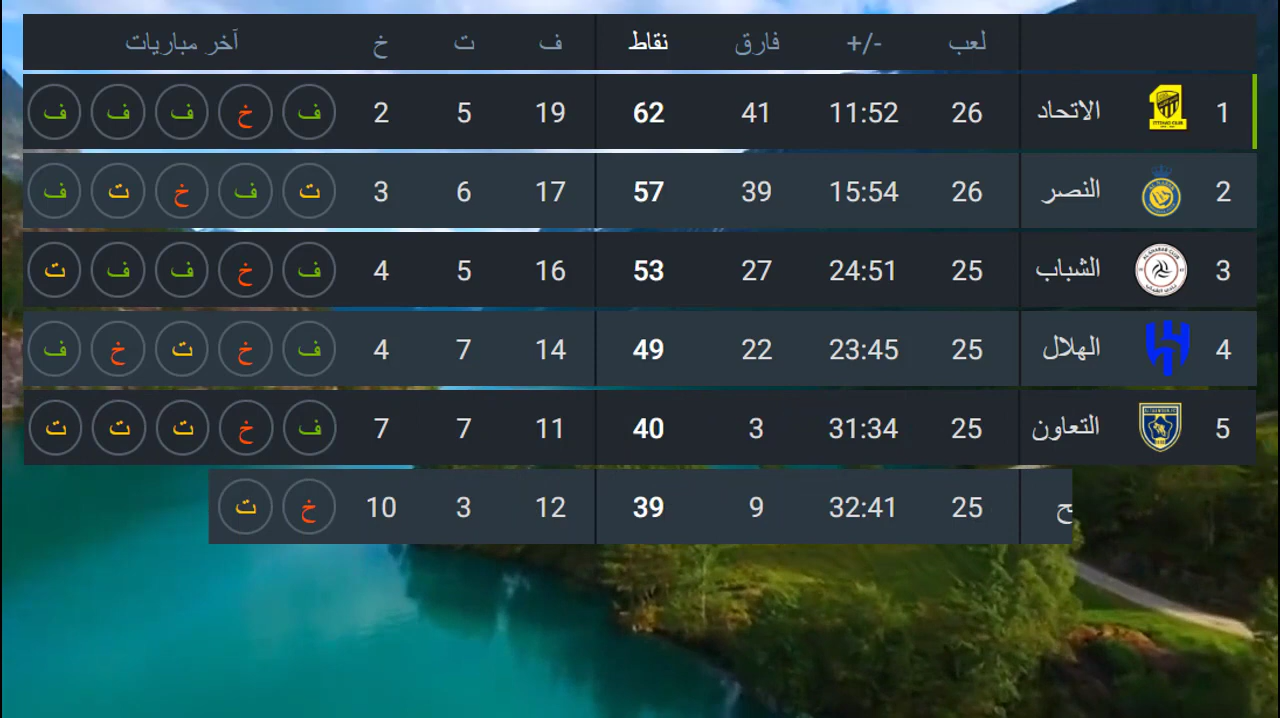 لعب +/- فارق نقاط ف ت خ آخر مباريات
1 الاتحاد 26 11:52 41 62 19 5 2 ف خ ف ف ف
2 النصر 26 15:54 39 57 17 6 3 ت ف خ ت ف
3 الشباب 25 24:51 27 53 16 5 4 ف خ ف ف ت
4 الهلال 25 23:45 22 49 14 7 4 ف خ ت خ ف
5 التعاون 25 31:34 3 40 11 7 7 ف خ ت ت ت
ح 25 32:41 9 39 12 3 10 خ ت